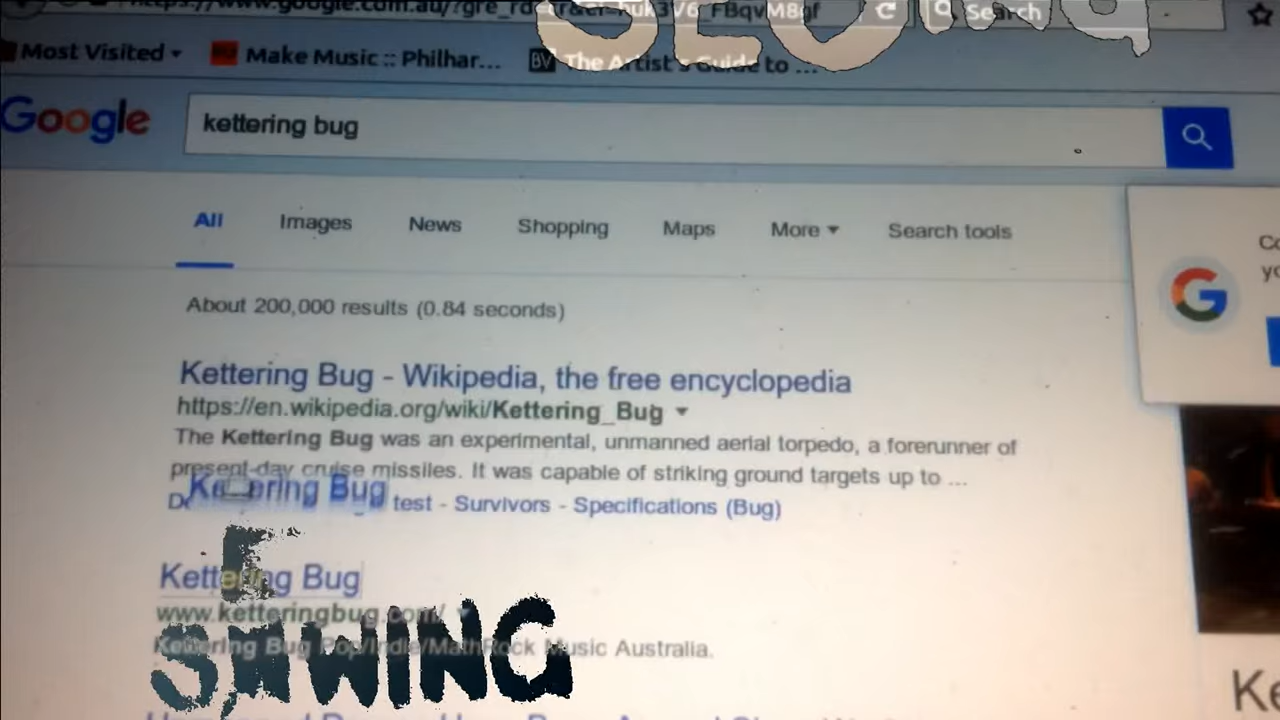 Most Visited
Make Music :: Philhar...
BV The Artist's Guide to ...
Search
Google
kettering bug
All Images News Shopping Maps More Search tools
About 200,000 results (0.84 seconds)
Kettering Bug - Wikipedia, the free encyclopedia
https://en.wikipedia.org/wiki/Kettering_Bug
The Kettering Bug was an experimental, unmanned aerial torpedo, a forerunner of
present-day cruise missiles. It was capable of striking ground targets up to ...
test - Survivors - Specifications (Bug)
Kettering Bug
Kettering Bug
www.ketteringbug.com/
Kettering Bug Pop/Indie/MathRock Music Australia.